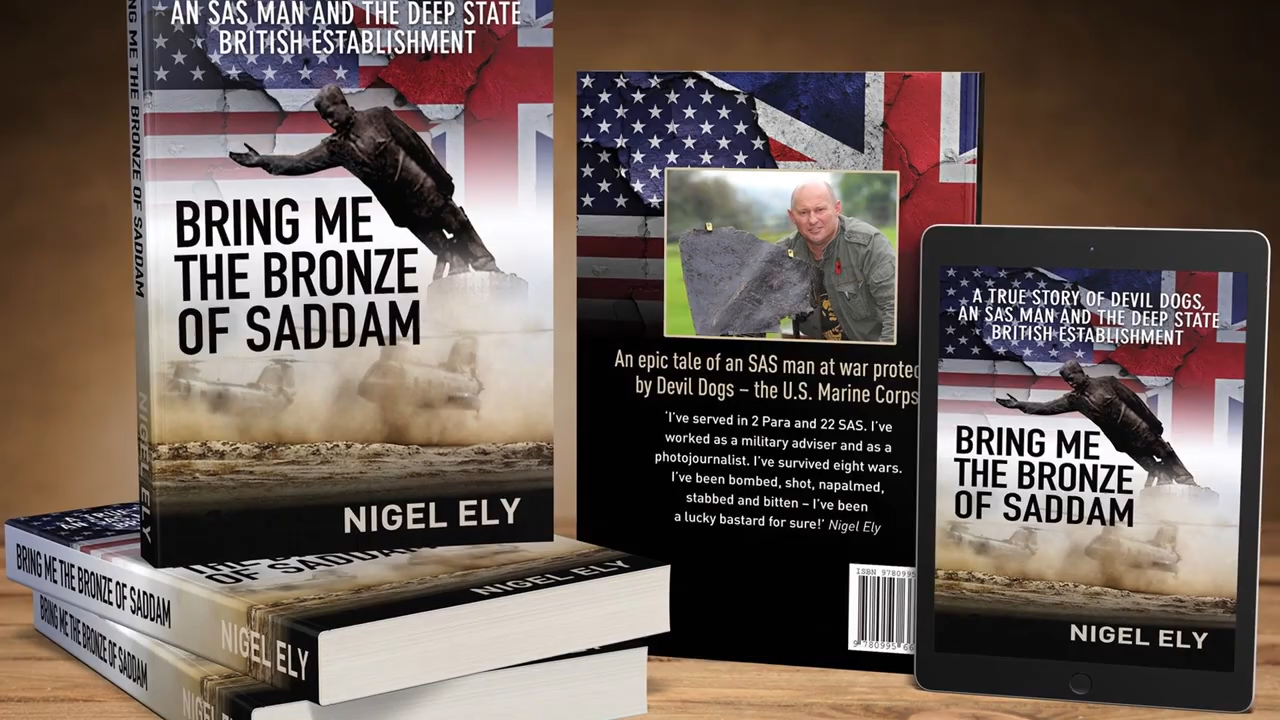 AN SAS MAN AND THE DEEP STATE
BRITISH ESTABLISHMENT
BRING ME
THE BRONZE
OF SADDAM
NIGEL ELY
BRING ME THE BRONZE OF SADDAM
NIGEL ELY
An epic tale of an SAS man at war
by Devil Dogs – the U.S. Marine Corps
‘I’ve served in 2 Para and 22 SAS. I’ve
worked as a military adviser and as a
photojournalist. I’ve survived eight wars.
I’ve been bombed, shot, napalmed,
stabbed and bitten – I’ve been
a lucky bastard for sure!’ Nigel Ely
ISBN 9780995
9 780995 66
A TRUE STORY OF DEVIL DOGS,
AN SAS MAN AND THE DEEP STATE
BRITISH ESTABLISHMENT
BRING ME
THE BRONZE
OF SADDAM
NIGEL ELY
OF SADDAM
NIGEL ELY
BRING ME THE BRONZE OF SADDAM
NIGEL ELY
BRING ME THE BRONZE OF SADDAM